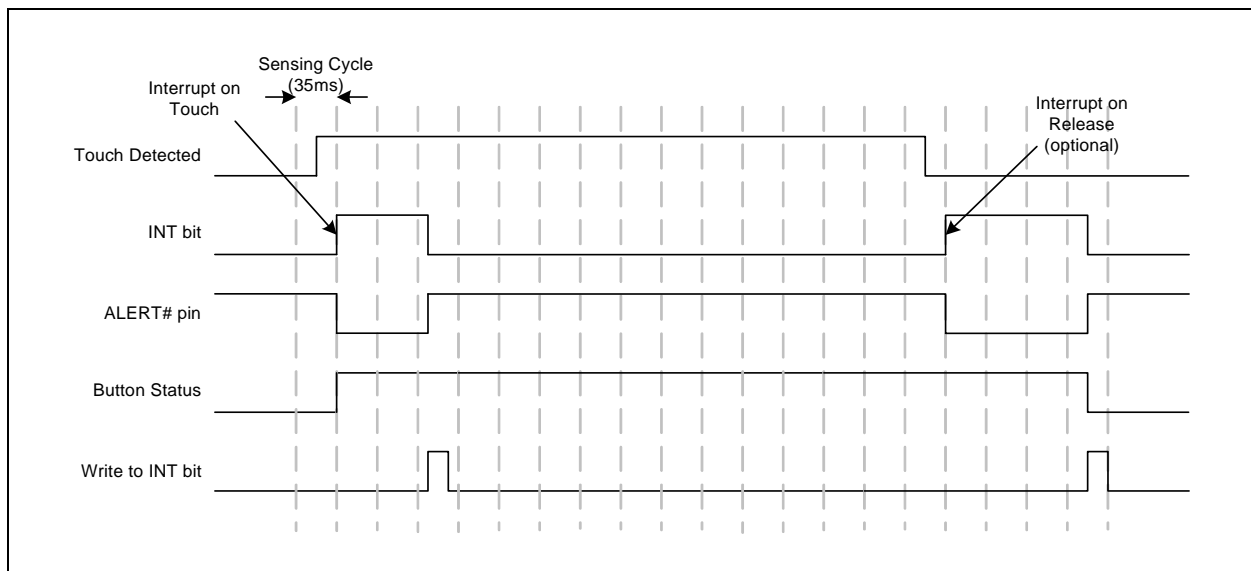 Sensing Cycle
(35ms)
Interrupt on
Touch
Interrupt on
Release
(optional)
Touch Detected
INT bit
ALERT# pin
Button Status
Write to INT bit